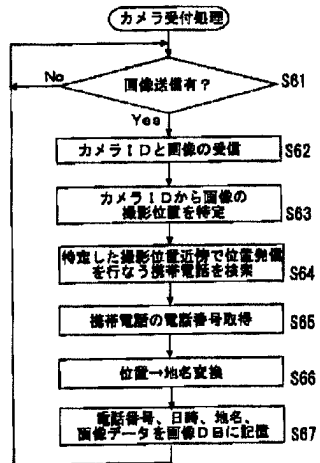 カメラ受付処理
No
画像送信有?
S61
Yes
カメラIDと画像の受信
S62
カメラIDから画像の
撮影位置を特定
S63
特定した撮影位置近傍で位置発信
を行なう携帯電話を検索
S64
携帯電話の電話番号取得
S65
位置→地名変換
S66
電話番号、日時、地名、
画像データを画像DBに記憶
S67